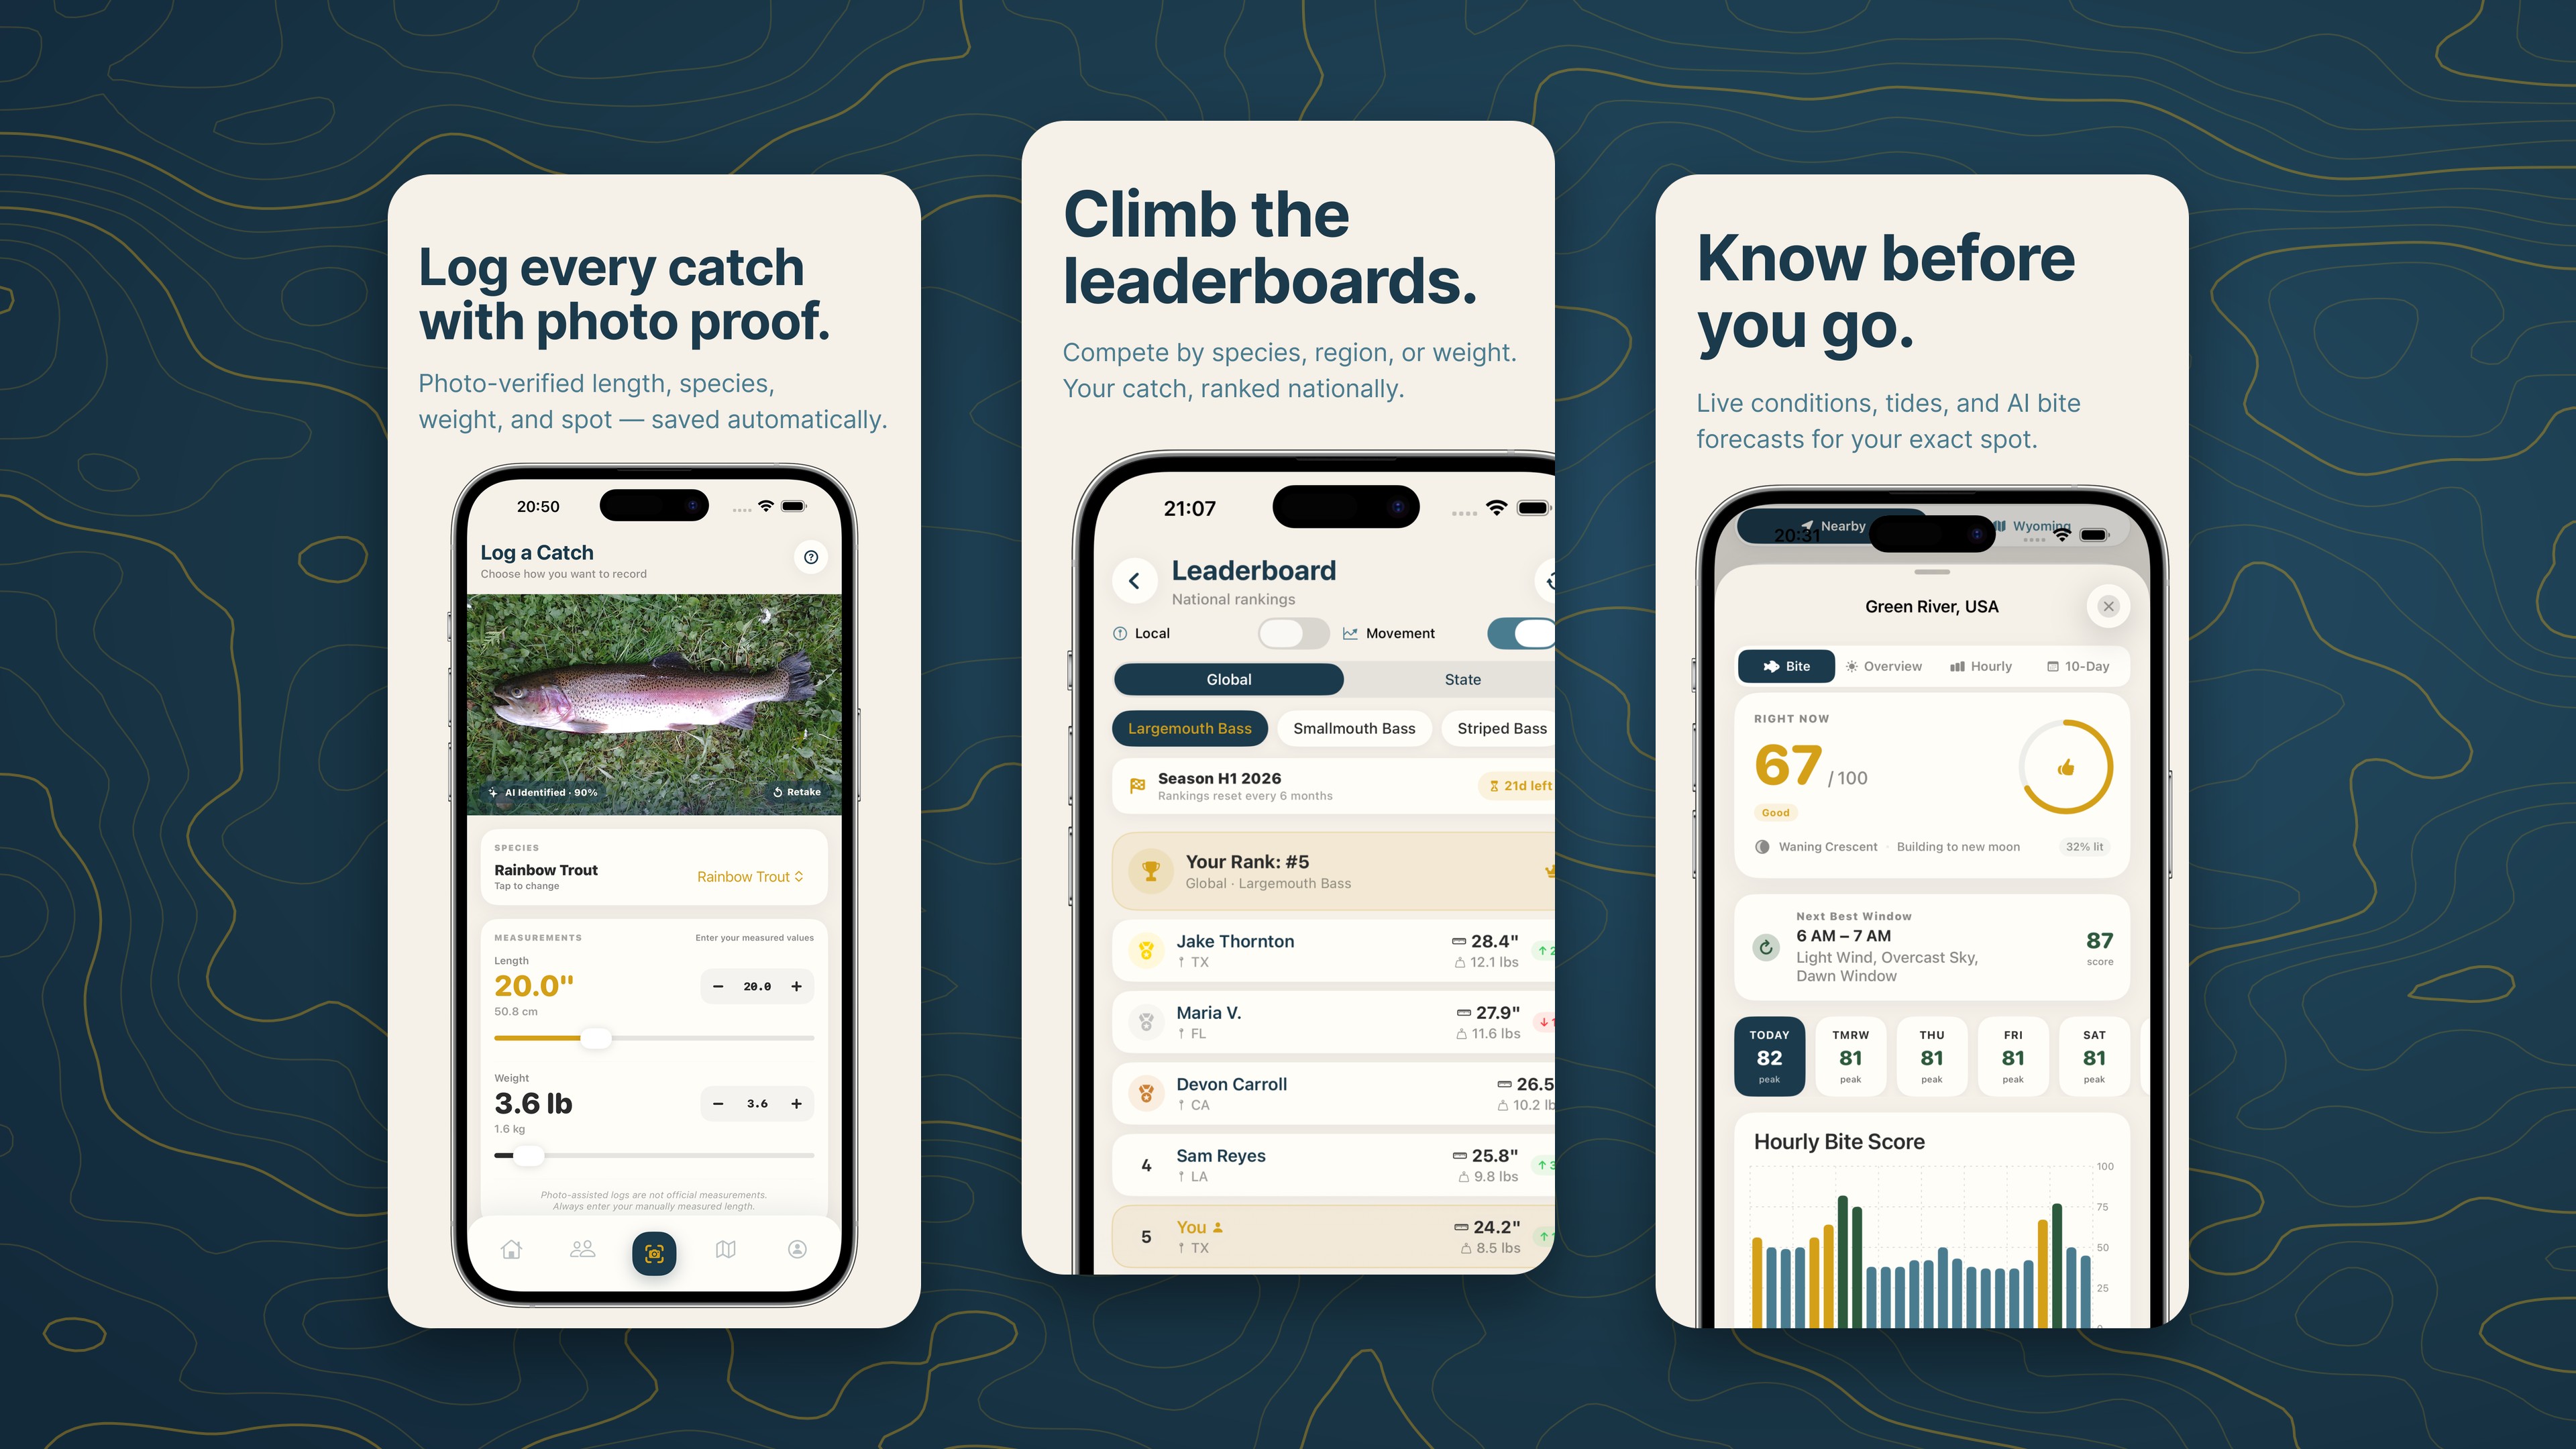 Log every catch
with photo proof.
Photo-verified length, species,
weight, and spot — saved automatically.
20:50
Log a Catch
Choose how you want to record
AI Identified · 90%
Retake
SPECIES
Rainbow Trout
Tap to change
Rainbow Trout
MEASUREMENTS
Enter your measured values
Length
20.0"
50.8 cm
− 20.0 +
Weight
3.6 lb
1.6 kg
− 3.6 +
Photo-assisted logs are not official measurements.
Always enter your manually measured length.
Climb the
leaderboards.
Compete by species, region, or weight.
Your catch, ranked nationally.
21:07
Leaderboard
National rankings
Local
Movement
Global
State
Largemouth Bass
Smallmouth Bass
Striped Bass
Season H1 2026
Rankings reset every 6 months
21d left
Your Rank: #5
Global · Largemouth Bass
Jake Thornton
TX
28.4"
12.1 lbs
Maria V.
FL
27.9"
11.6 lbs
Devon Carroll
CA
26.5
10.2 lb
4
Sam Reyes
LA
25.8"
9.8 lbs
5
You
TX
24.2"
8.5 lbs
Know before
you go.
Live conditions, tides, and AI bite
forecasts for your exact spot.
Nearby
Wyoming
20:31
Green River, USA
Bite
Overview
Hourly
10-Day
RIGHT NOW
67 / 100
Good
Waning Crescent · Building to new moon
32% lit
Next Best Window
6 AM – 7 AM
Light Wind, Overcast Sky,
Dawn Window
87
score
TODAY
82
peak
TMRW
81
peak
THU
81
peak
FRI
81
peak
SAT
81
peak
Hourly Bite Score
100
75
50
25